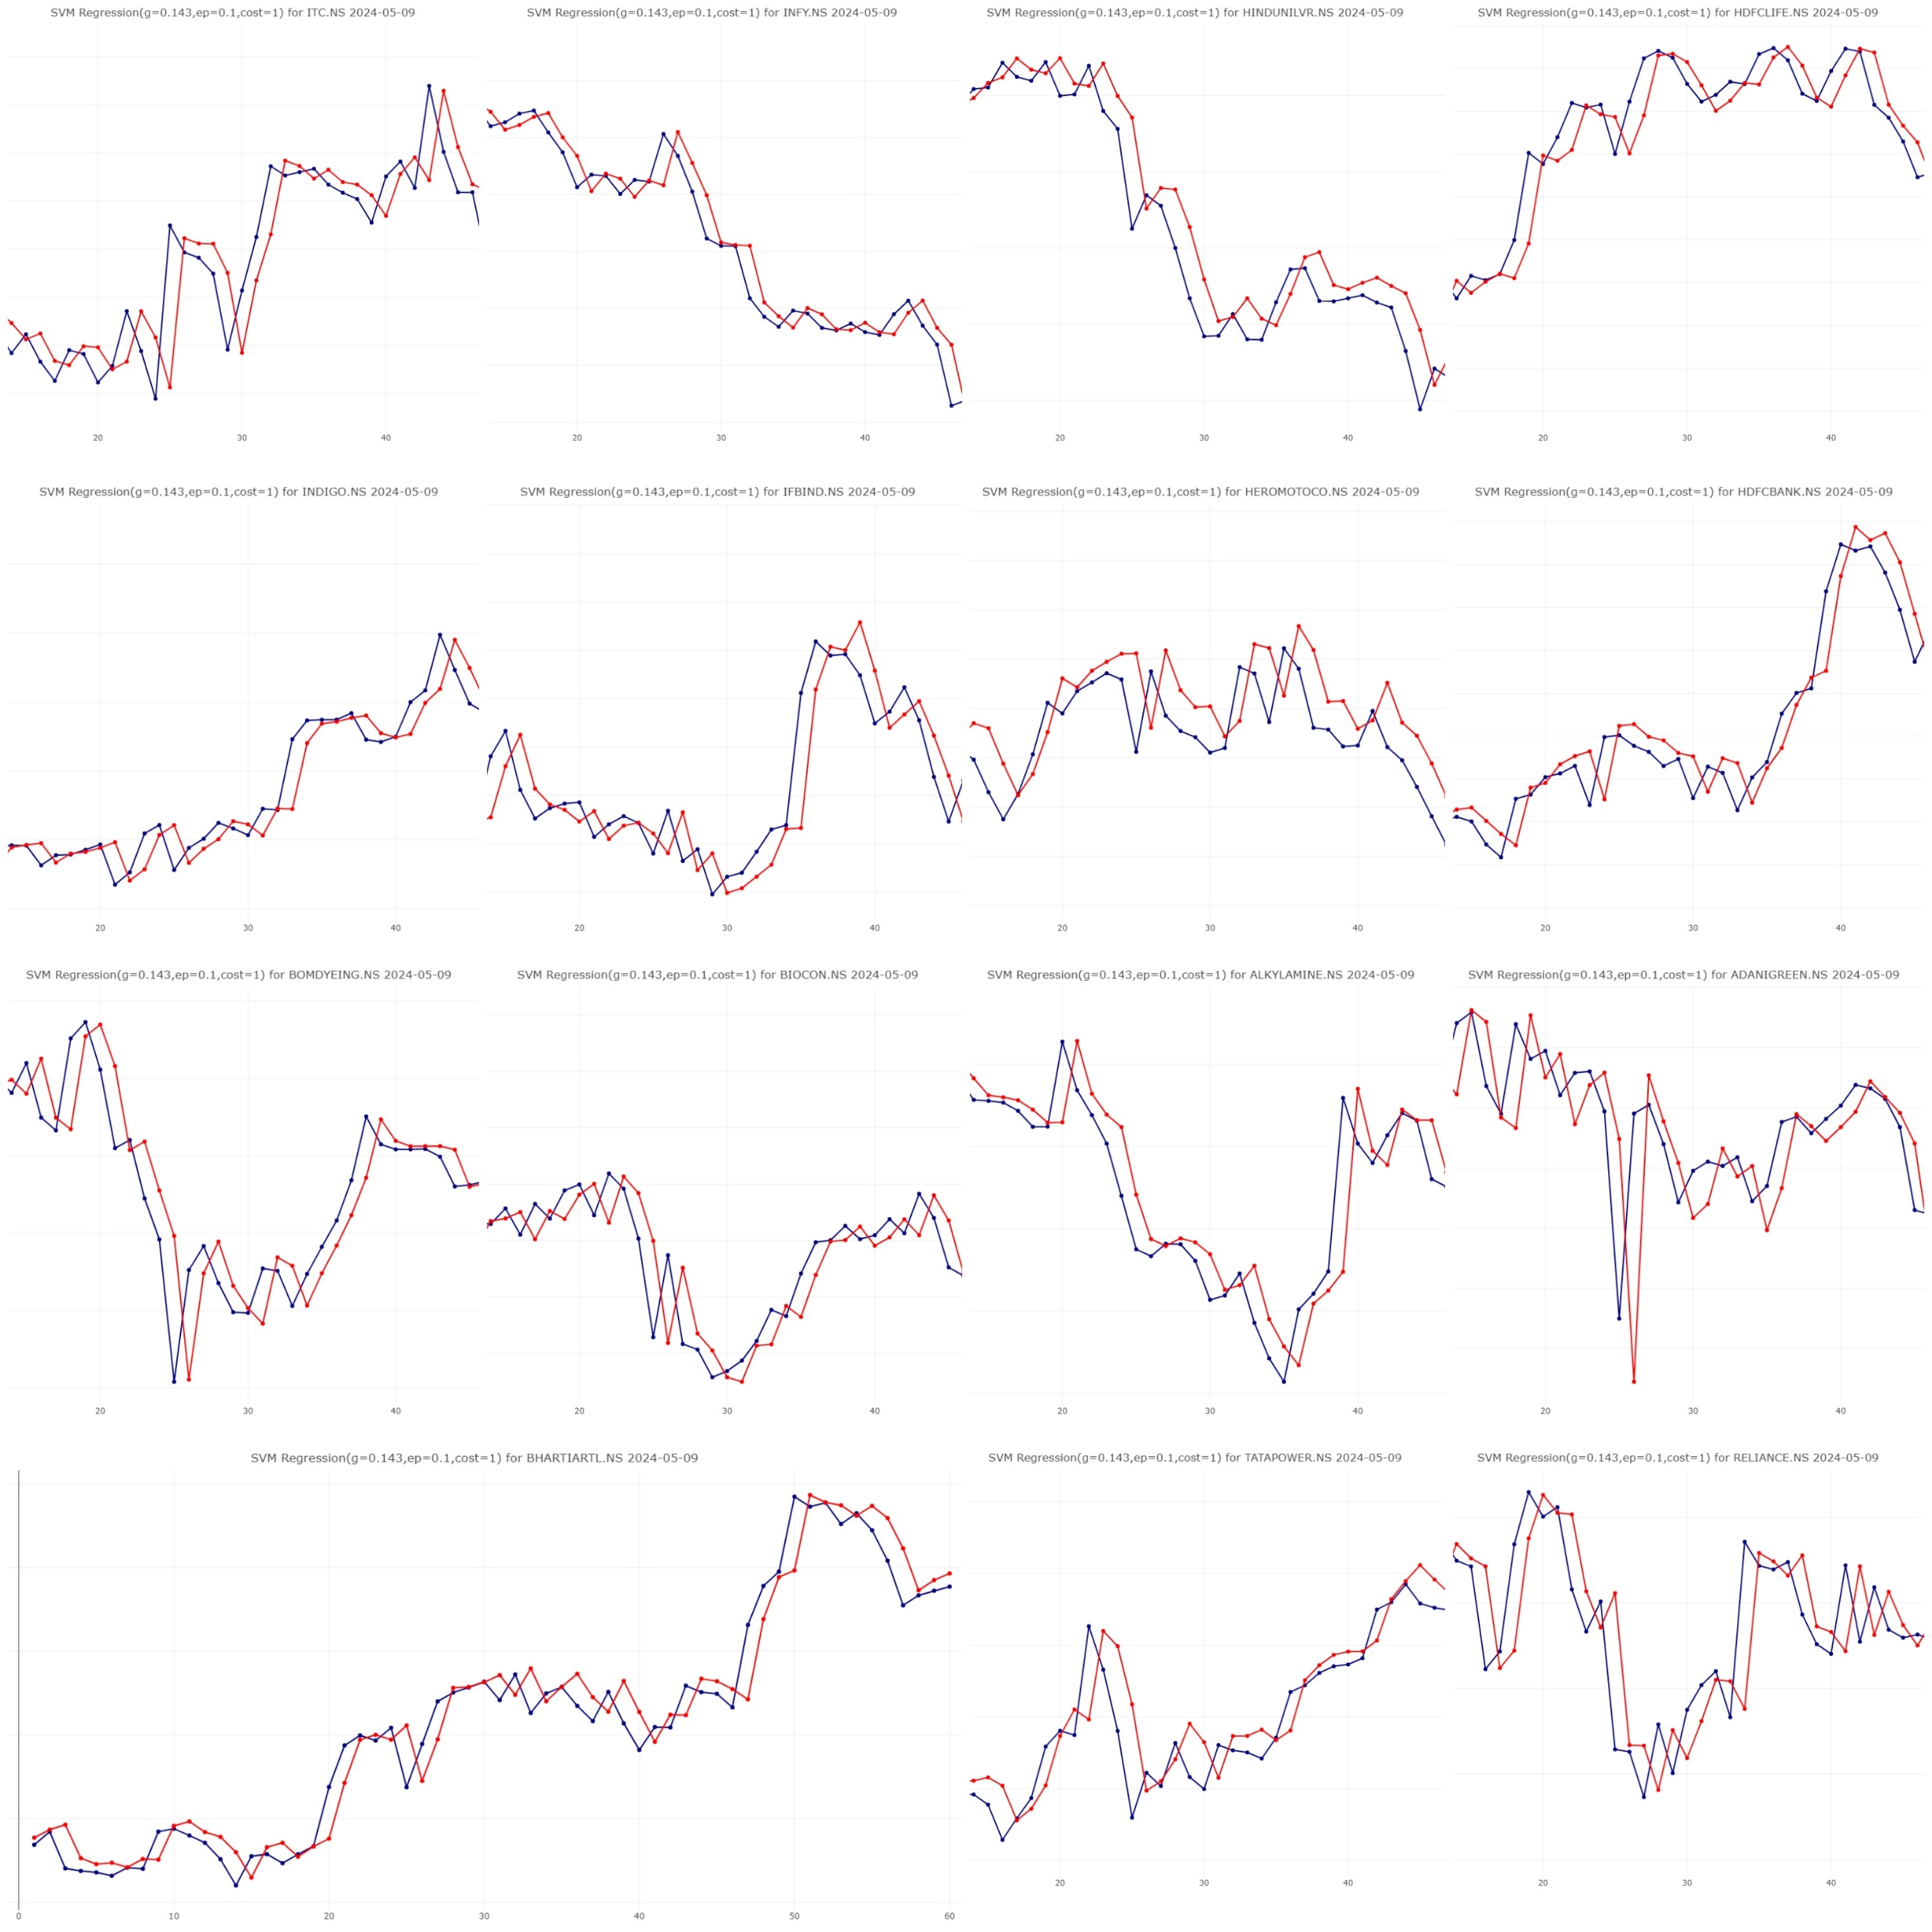 SVM Regression(g=0.143,ep=0.1,cost=1) for ITC.NS 2024-05-09
SVM Regression(g=0.143,ep=0.1,cost=1) for INFY.NS 2024-05-09
SVM Regression(g=0.143,ep=0.1,cost=1) for HINDUNILVR.NS 2024-05-09
SVM Regression(g=0.143,ep=0.1,cost=1) for HDFCLIFE.NS 2024-05-09
20 30 40
20 30 40
20 30 40
20 30 40
SVM Regression(g=0.143,ep=0.1,cost=1) for INDIGO.NS 2024-05-09
SVM Regression(g=0.143,ep=0.1,cost=1) for IFBIND.NS 2024-05-09
SVM Regression(g=0.143,ep=0.1,cost=1) for HEROMOTOCO.NS 2024-05-09
SVM Regression(g=0.143,ep=0.1,cost=1) for HDFCBANK.NS 2024-05-09
20 30 40
20 30 40
20 30 40
20 30 40
SVM Regression(g=0.143,ep=0.1,cost=1) for BOMDYEING.NS 2024-05-09
SVM Regression(g=0.143,ep=0.1,cost=1) for BIOCON.NS 2024-05-09
SVM Regression(g=0.143,ep=0.1,cost=1) for ALKYLAMINE.NS 2024-05-09
SVM Regression(g=0.143,ep=0.1,cost=1) for ADANIGREEN.NS 2024-05-09
20 30 40
20 30 40
20 30 40
20 30 40
SVM Regression(g=0.143,ep=0.1,cost=1) for BHARTIARTL.NS 2024-05-09
SVM Regression(g=0.143,ep=0.1,cost=1) for TATAPOWER.NS 2024-05-09
SVM Regression(g=0.143,ep=0.1,cost=1) for RELIANCE.NS 2024-05-09
0 10 20 30 40 50 60
20 30 40
20 30 40